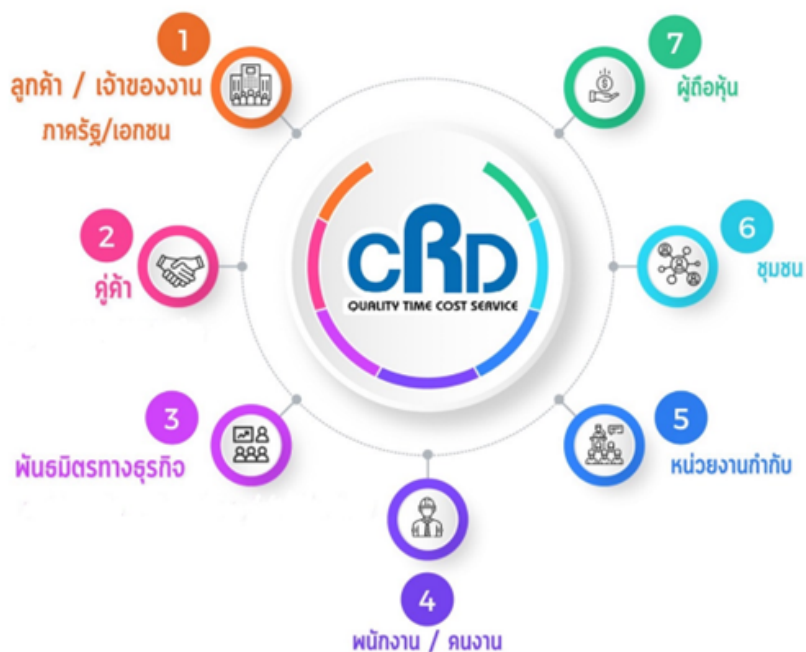 1
ลูกค้า / เจ้าของงาน
ภาครัฐ/เอกชน
2
คู่ค้า
3
พันธมิตรทางธุรกิจ
4
พนักงาน / คนงาน
5
หน่วยงานกำกับ
6
ชุมชน
7
ผู้ถือหุ้น
CRD
QUALITY TIME COST SERVICE